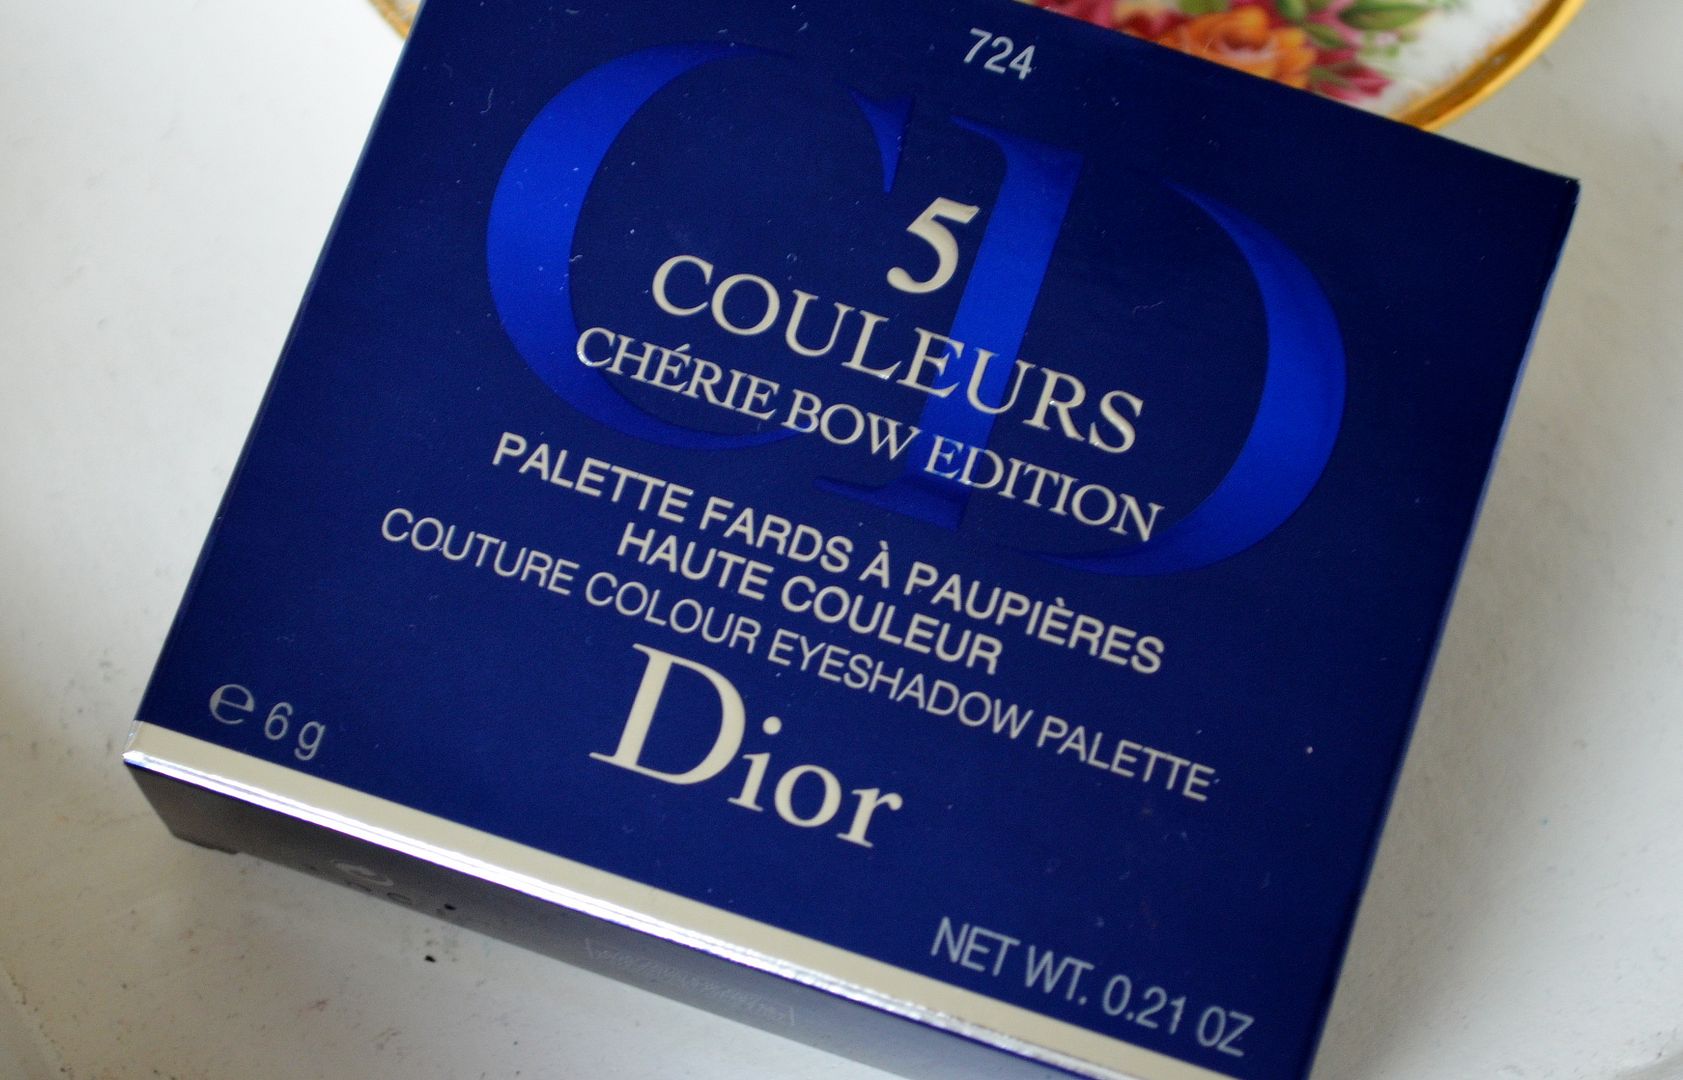 724
CD
5
COULEURS
CHÉRIE BOW EDITION
PALETTE FARDS À PAUPIÈRES
HAUTE COULEUR
COUTURE COLOUR EYESHADOW PALETTE
Dior
℮ 6 g
NET WT. 0.21 OZ